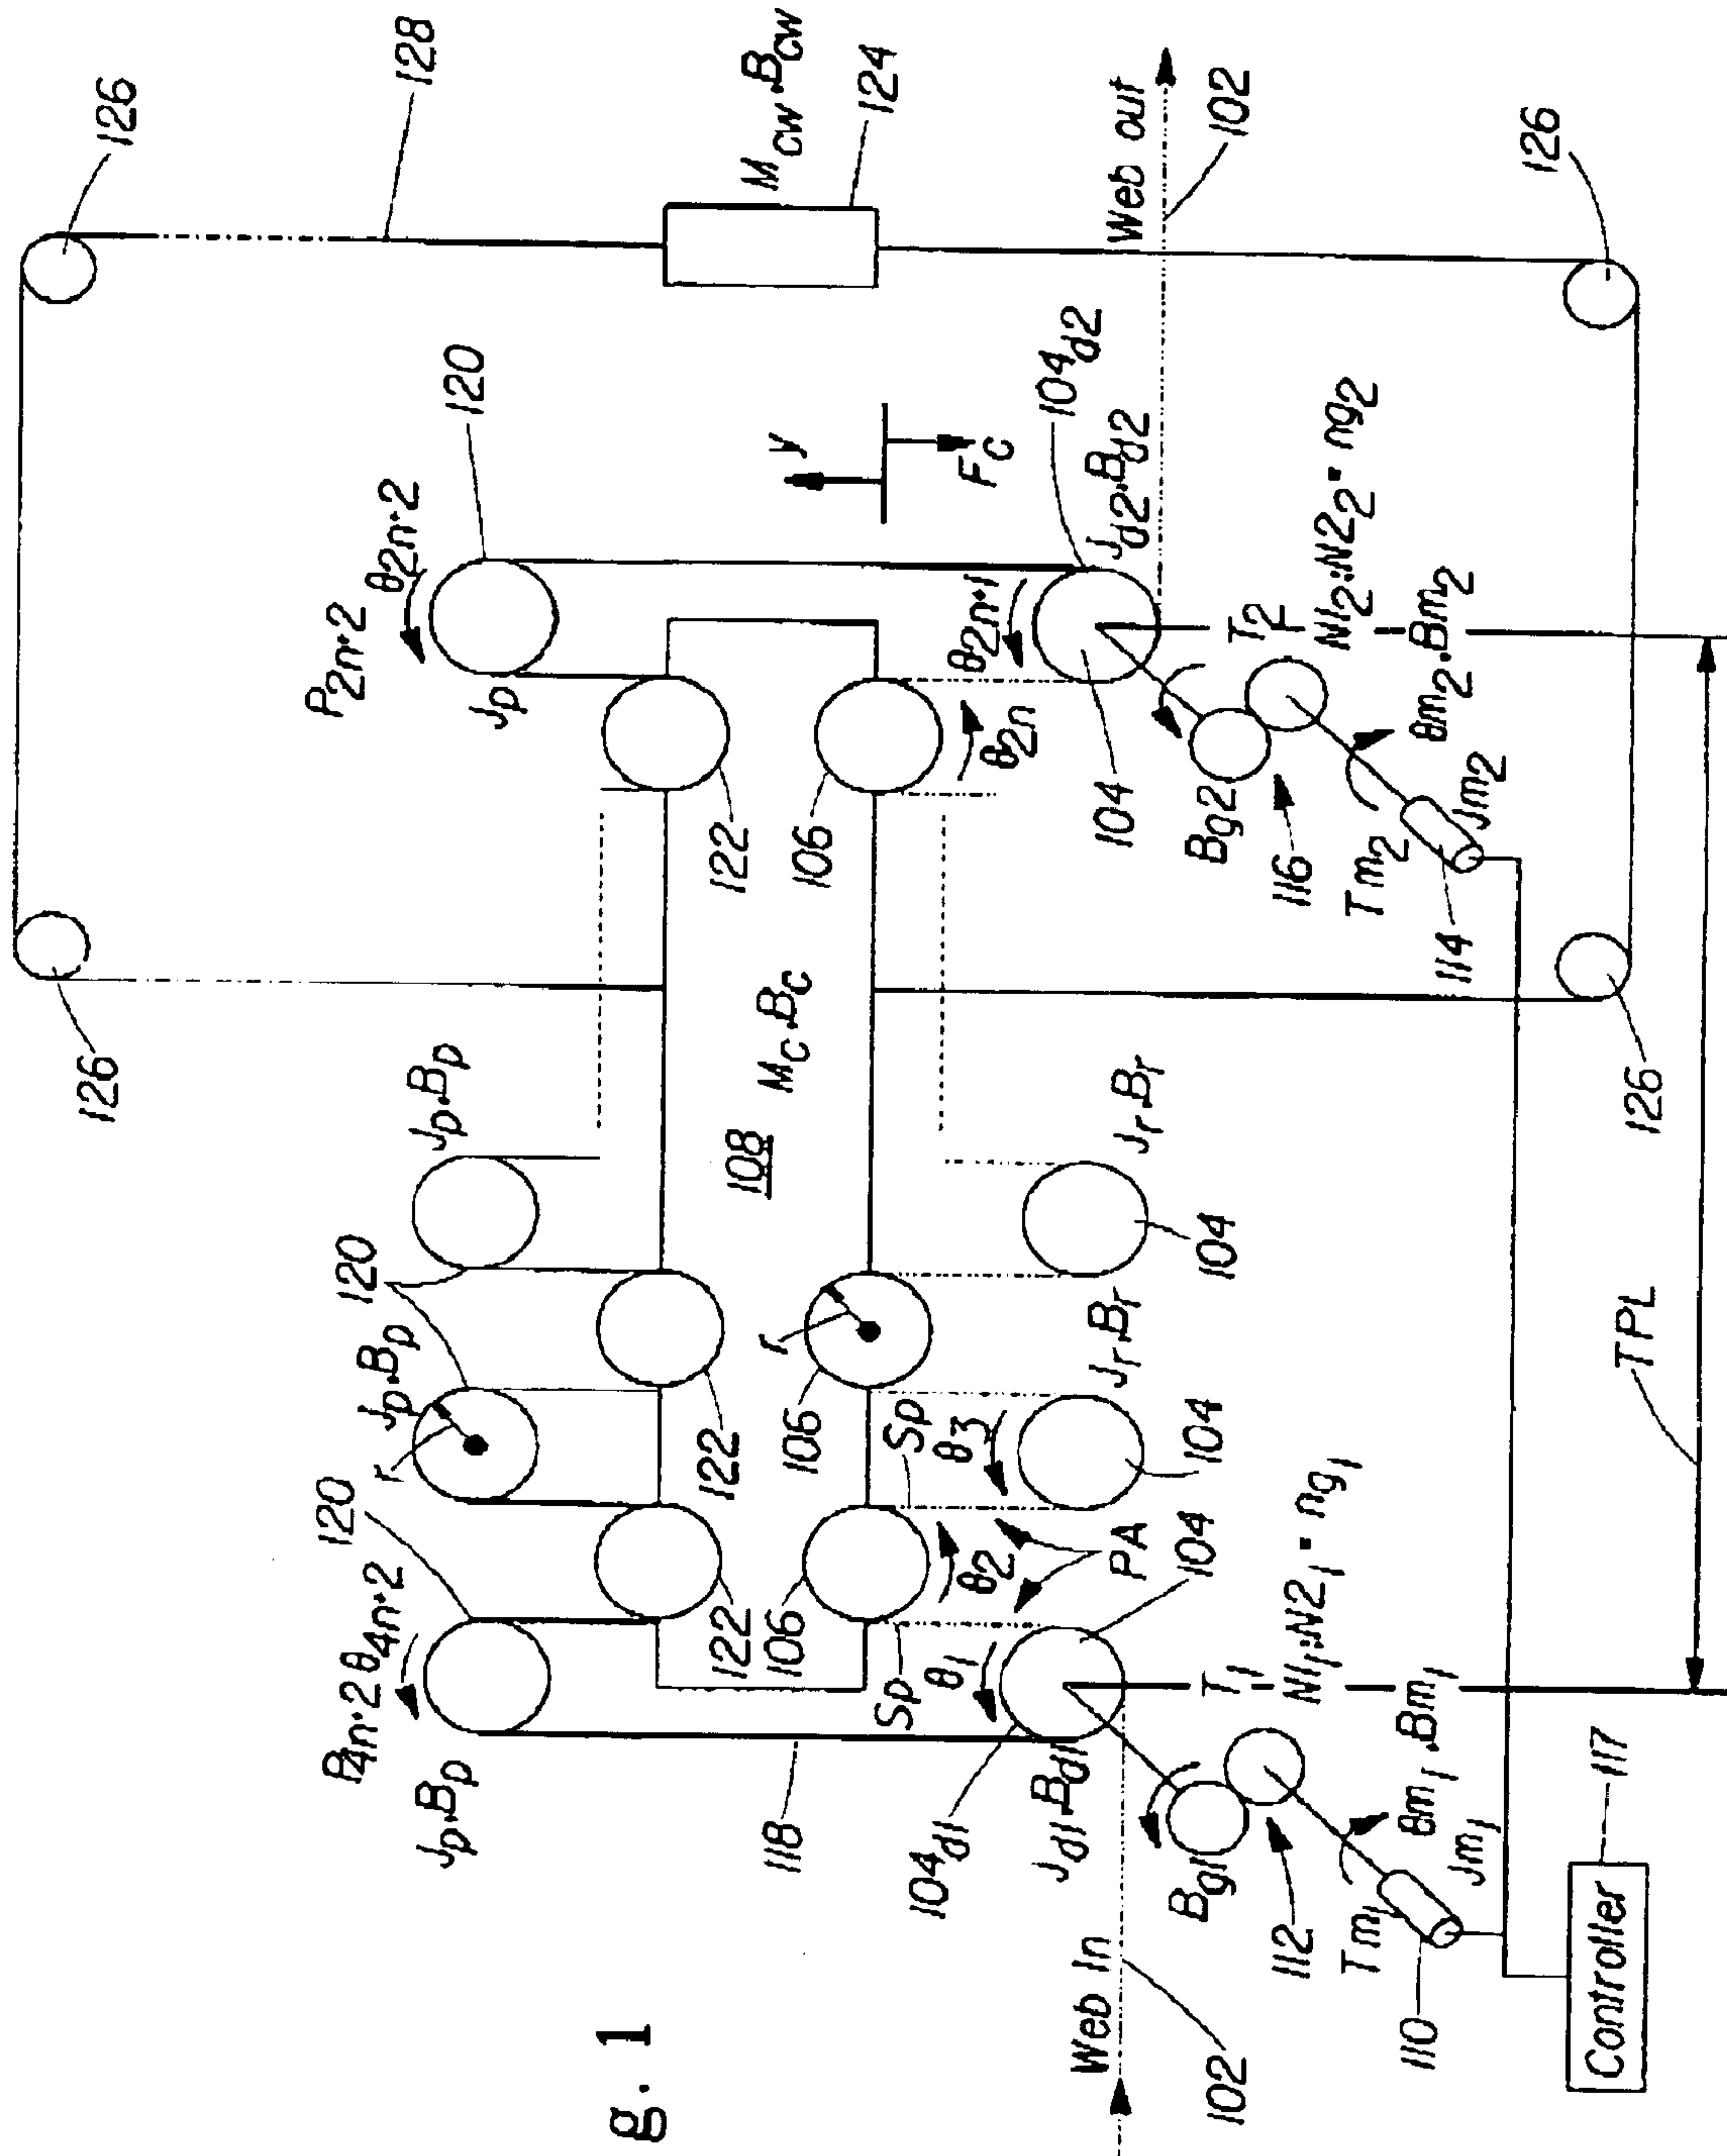 126
128
126
M_cw.B_cw
124
120
P_2n+2
θ_2n+2
J_p
y
F_c
Web out
102
122
106
θ_2n
θ_2n+1
104_d2
J_d2.B_d2
104
T_2
N1_2:N2_2 = ng_2
B_g2
116
θm_2.Bm_2
Tm_2
Jm_2
114
126
126
J_p.B_p
108
M_c.B_c
J_r.B_r
104
120
J_p.B_p
r
122
r
106
J_r.B_r
104
120
P_4n+2
θ_4n+2
J_p.B_p
122
106
θ_2
Sp
θ_3
Sp
PA
118
θ_1
104
104_d1
J_d1.B_d1
T_1
N1_1:N2_1 = ng_1
B_g1
112
θm_1.Bm_1
Tm_1
Jm_1
110
Web In
102
TPL
Controller
117
g. 1